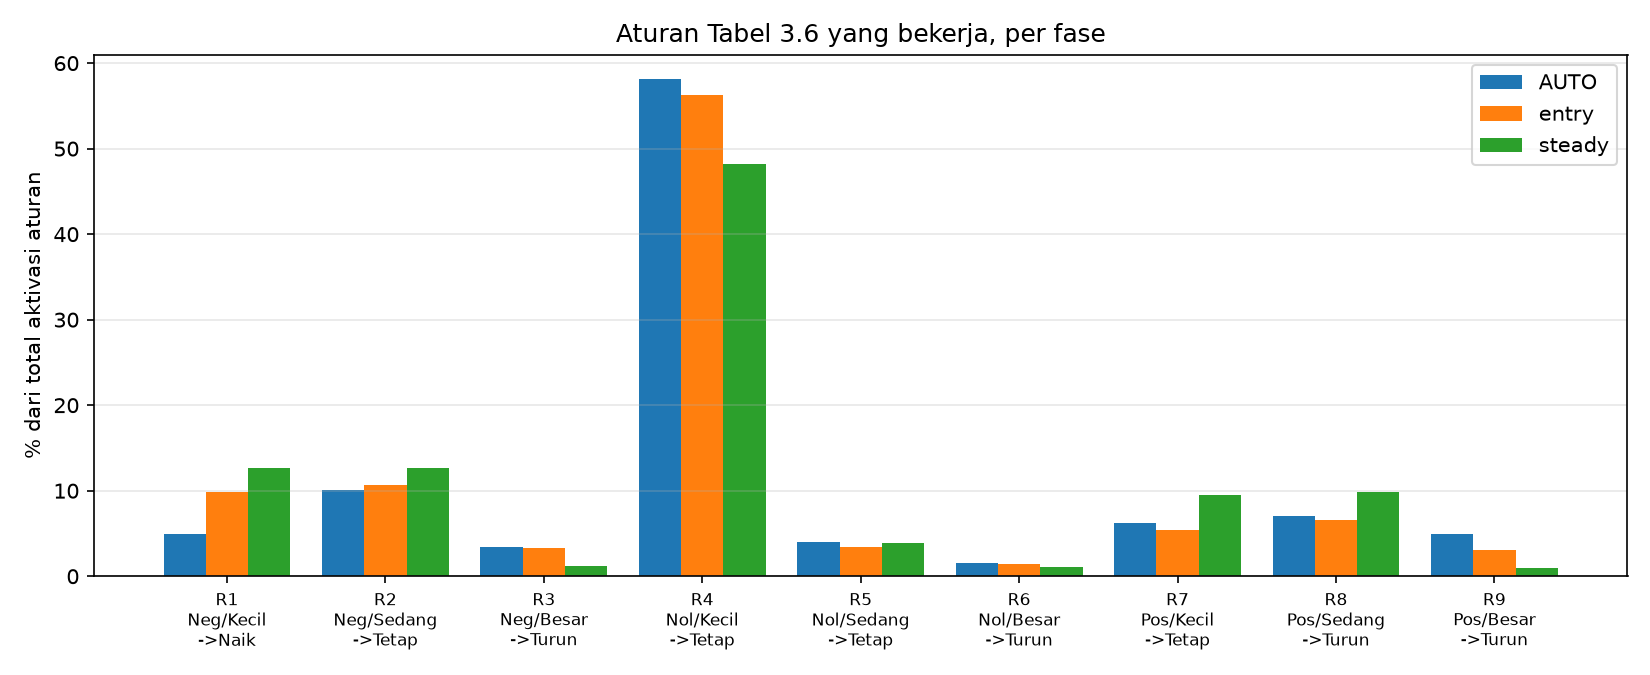 Aturan Tabel 3.6 yang bekerja, per fase
% dari total aktivasi aturan
60
50
40
30
20
10
0
AUTO
entry
steady
R1
Neg/Kecil
->Naik
R2
Neg/Sedang
->Tetap
R3
Neg/Besar
->Turun
R4
Nol/Kecil
->Tetap
R5
Nol/Sedang
->Tetap
R6
Nol/Besar
->Turun
R7
Pos/Kecil
->Tetap
R8
Pos/Sedang
->Turun
R9
Pos/Besar
->Turun